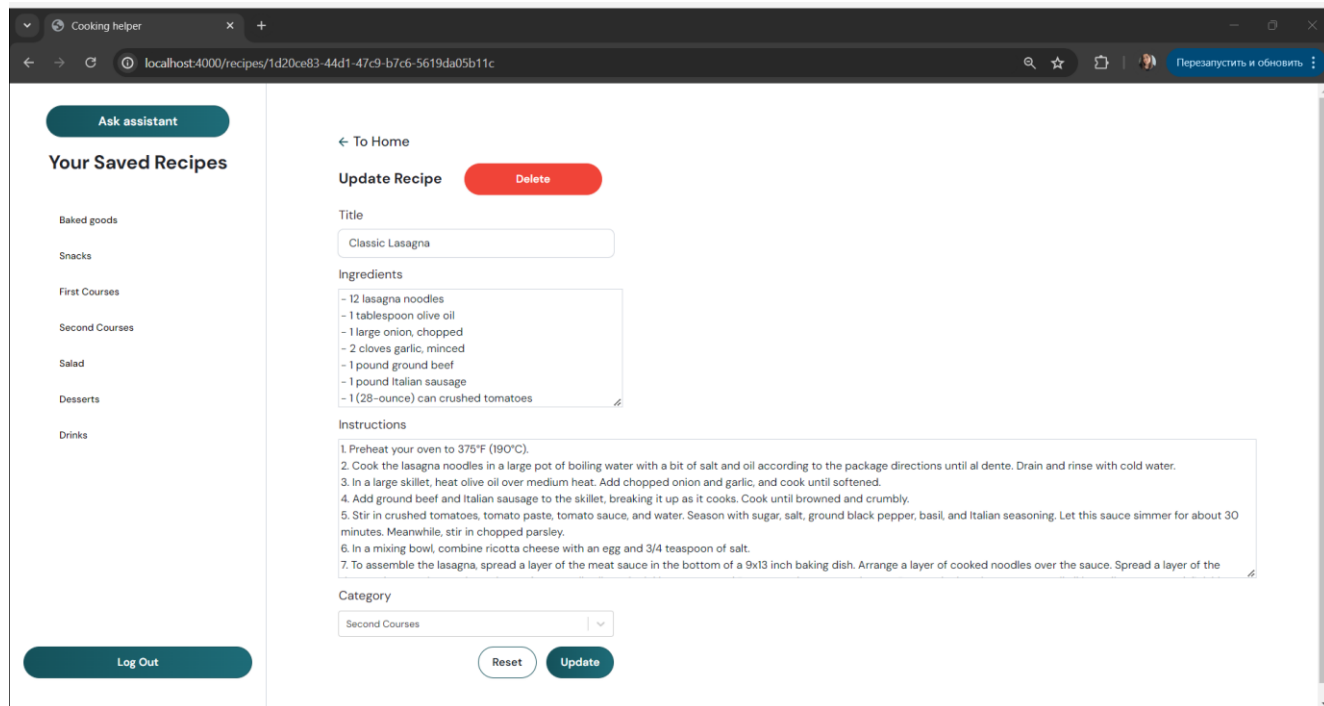 Cooking helper
localhost:4000/recipes/1d20ce83-44d1-47c9-b7c6-5619da05b11c
Перезапустить и обновить
Ask assistant
Your Saved Recipes
Baked goods
Snacks
First Courses
Second Courses
Salad
Desserts
Drinks
Log Out
← To Home
Update Recipe
Delete
Title
Classic Lasagna
Ingredients
- 12 lasagna noodles
- 1 tablespoon olive oil
- 1 large onion, chopped
- 2 cloves garlic, minced
- 1 pound ground beef
- 1 pound Italian sausage
- 1 (28-ounce) can crushed tomatoes
Instructions
1. Preheat your oven to 375°F (190°C).
2. Cook the lasagna noodles in a large pot of boiling water with a bit of salt and oil according to the package directions until al dente. Drain and rinse with cold water.
3. In a large skillet, heat olive oil over medium heat. Add chopped onion and garlic, and cook until softened.
4. Add ground beef and Italian sausage to the skillet, breaking it up as it cooks. Cook until browned and crumbly.
5. Stir in crushed tomatoes, tomato paste, tomato sauce, and water. Season with sugar, salt, ground black pepper, basil, and Italian seasoning. Let this sauce simmer for about 30
minutes. Meanwhile, stir in chopped parsley.
6. In a mixing bowl, combine ricotta cheese with an egg and 3/4 teaspoon of salt.
7. To assemble the lasagna, spread a layer of the meat sauce in the bottom of a 9x13 inch baking dish. Arrange a layer of cooked noodles over the sauce. Spread a layer of the
Category
Second Courses
Reset
Update